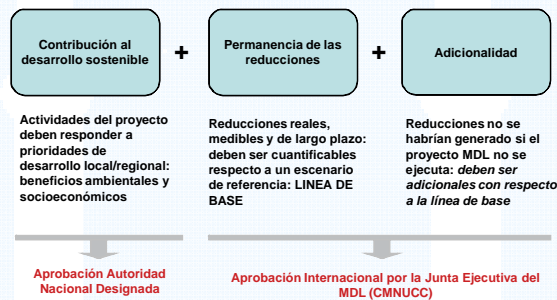 Contribución al
desarrollo sostenible
+
Permanencia de las
reducciones
+
Adicionalidad
Actividades del proyecto
deben responder a
prioridades de
desarrollo local/regional:
beneficios ambientales y
socioeconómicos
Reducciones reales,
medibles y de largo plazo:
deben ser cuantificables
respecto a un escenario
de referencia: LINEA DE
BASE
Reducciones no se
habrían generado si el
proyecto MDL no se
ejecuta: deben ser
adicionales con respecto
a la línea de base
Aprobación Autoridad
Nacional Designada
Aprobación Internacional por la Junta Ejecutiva del
MDL (CMNUCC)